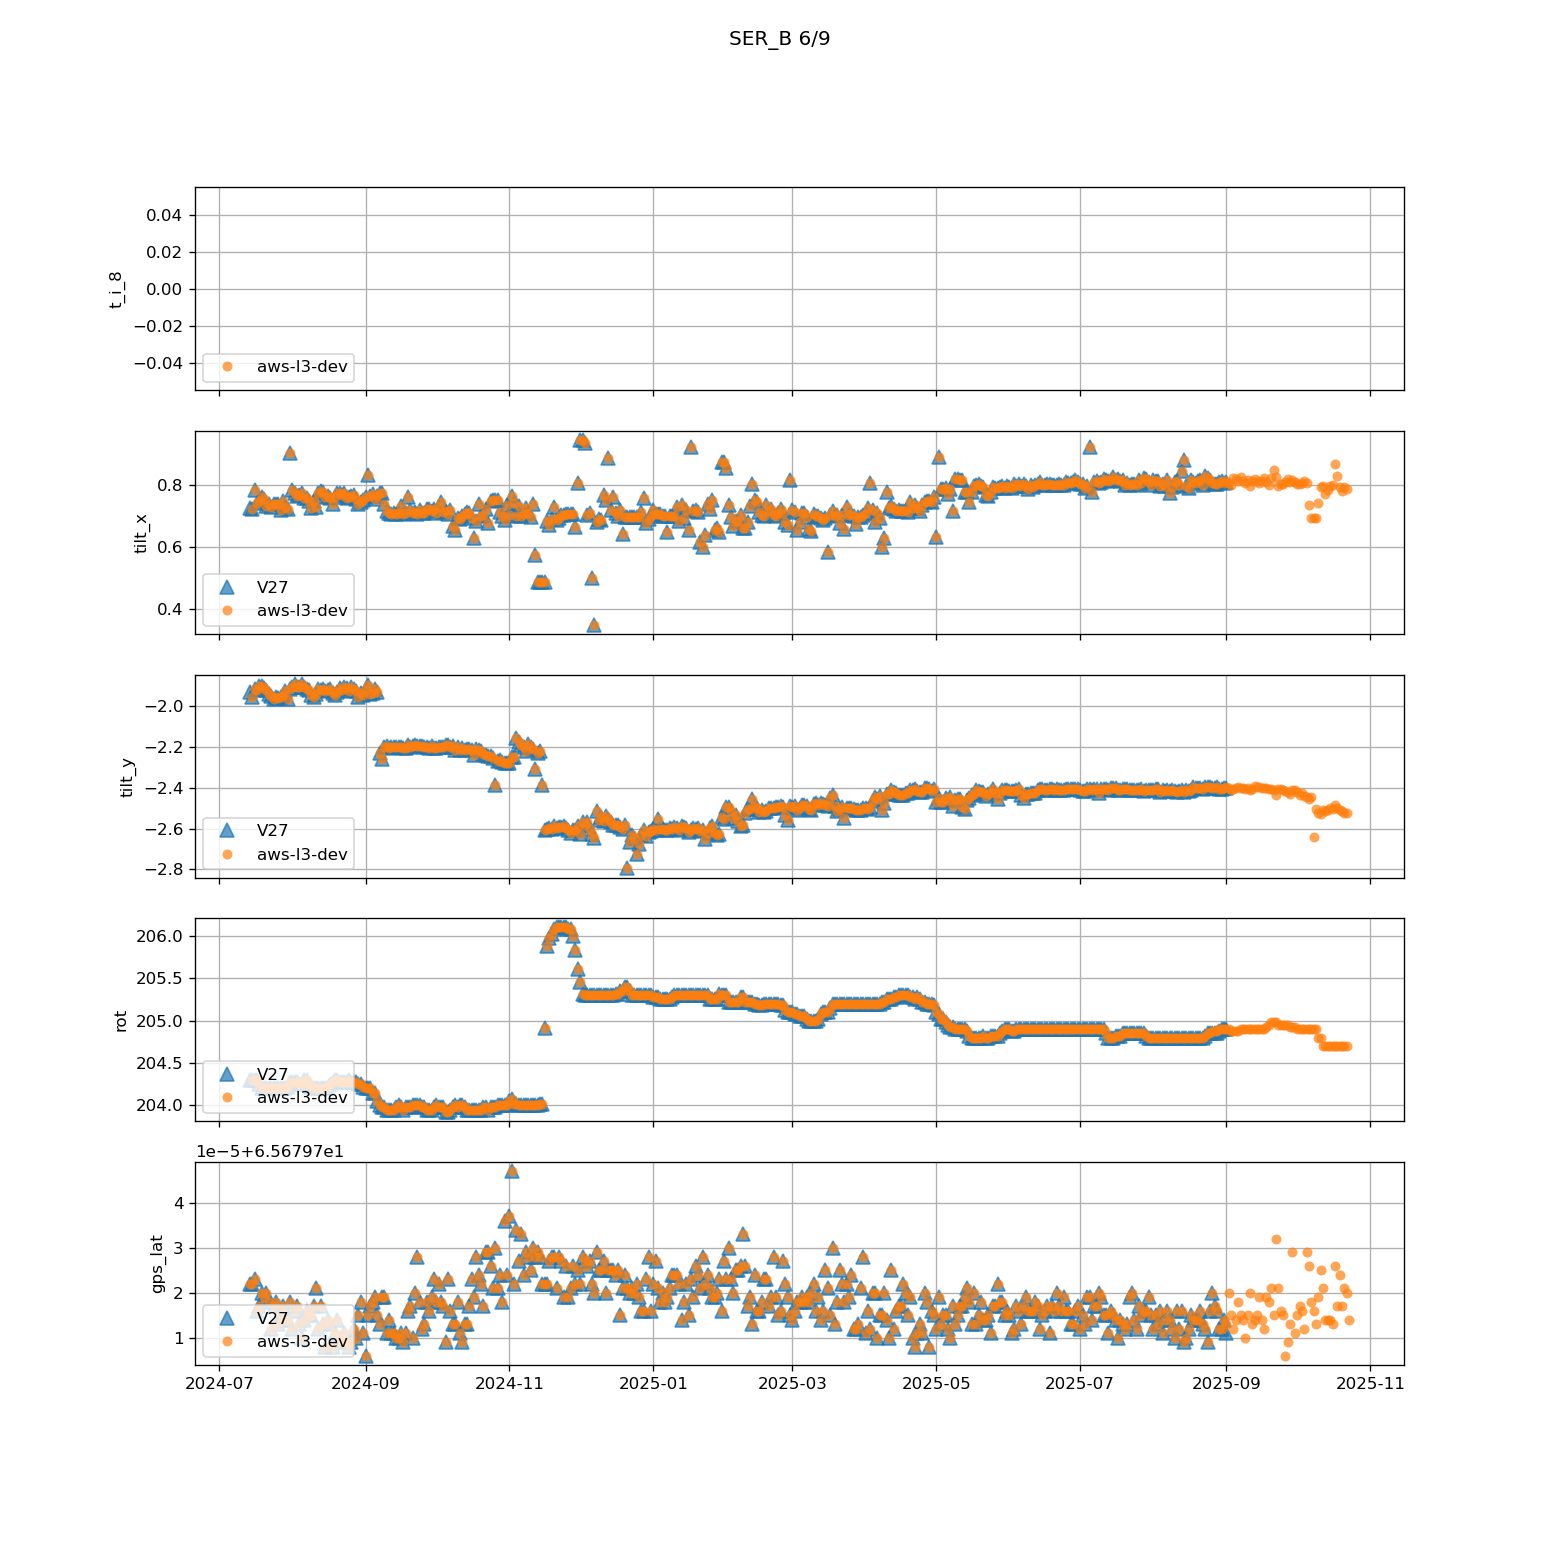 SER_B 6/9
0.04
0.02
0.00
−0.02
−0.04
t_i_8
aws-l3-dev
0.8
0.6
0.4
tilt_x
V27
aws-l3-dev
−2.0
−2.2
−2.4
−2.6
−2.8
tilt_y
V27
aws-l3-dev
206.0
205.5
205.0
204.5
204.0
rot
V27
aws-l3-dev
1e−5+6.56797e1
4
3
2
1
gps_lat
V27
aws-l3-dev
2024-07 2024-09 2024-11 2025-01 2025-03 2025-05 2025-07 2025-09 2025-11